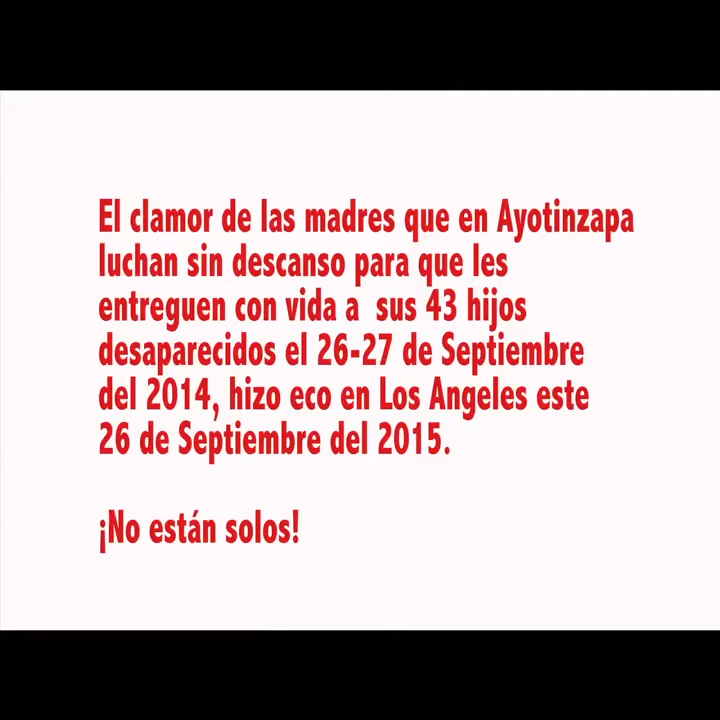 El clamor de las madres que en Ayotinzapa
luchan sin descanso para que les
entreguen con vida a  sus 43 hijos
desaparecidos el 26-27 de Septiembre
del 2014, hizo eco en Los Angeles este
26 de Septiembre del 2015.
¡No están solos!